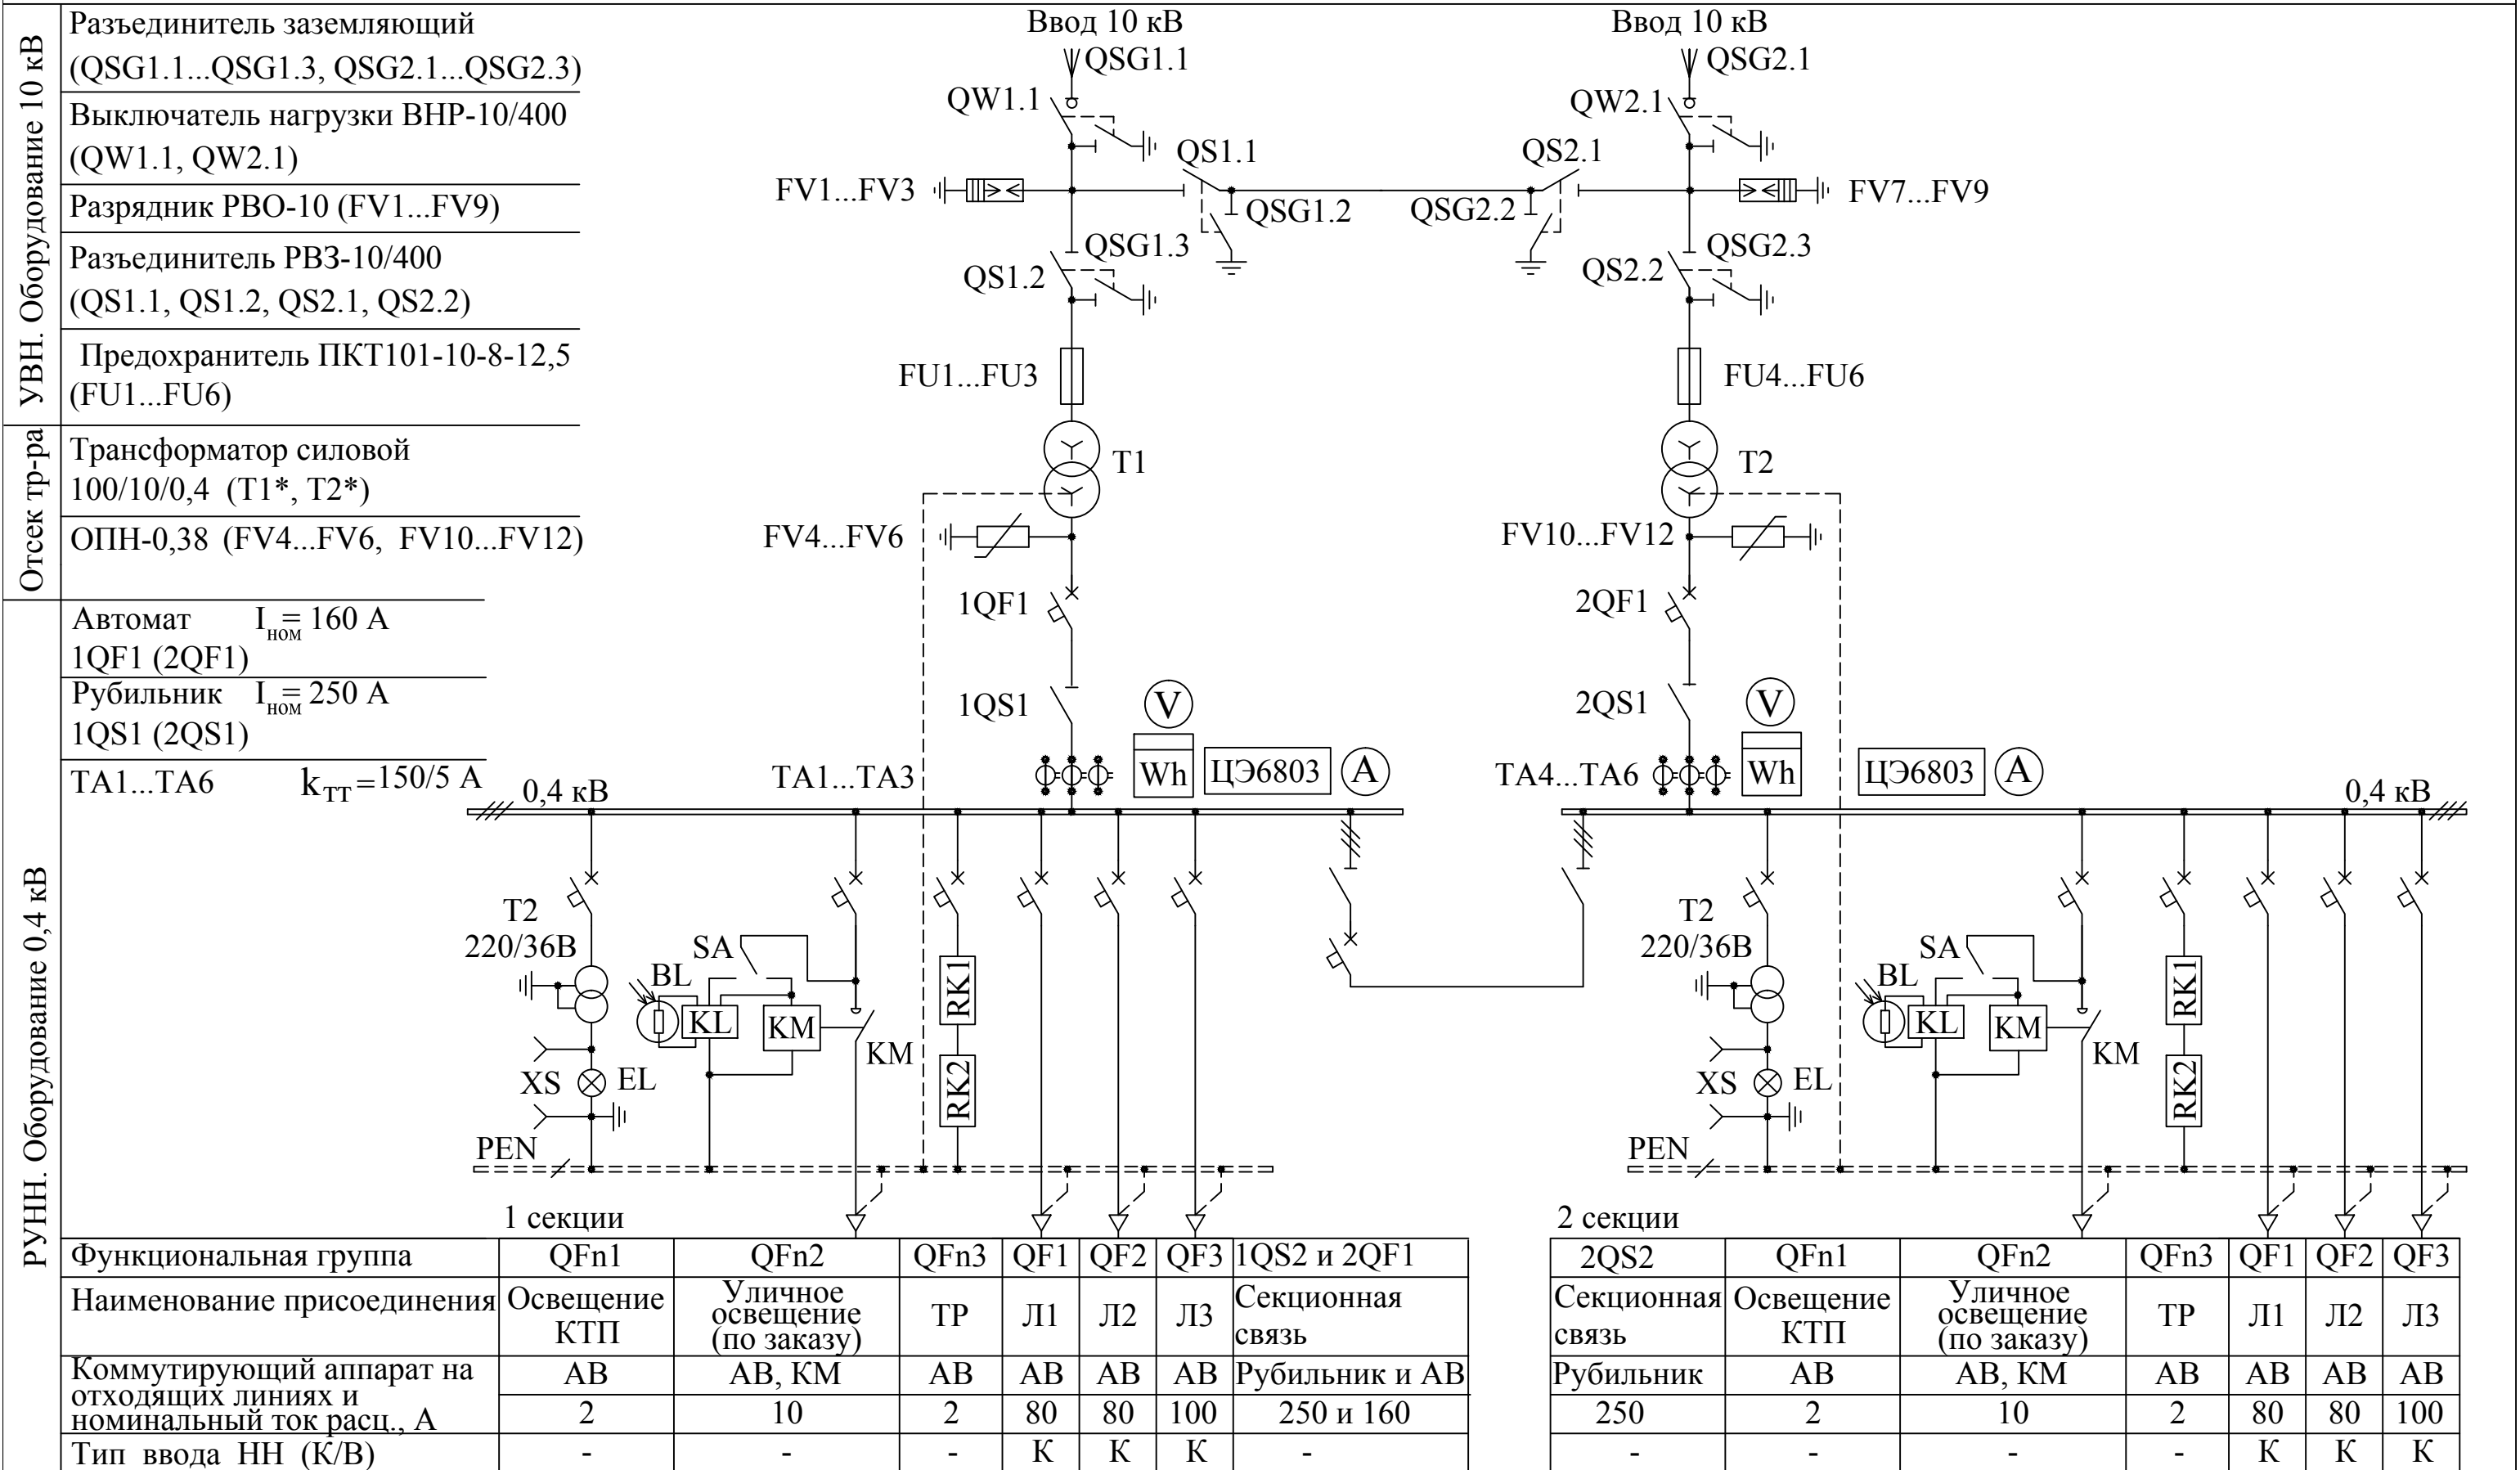 УВН. Оборудование 10 кВ
Разъединитель заземляющий
(QSG1.1...QSG1.3, QSG2.1...QSG2.3)
Выключатель нагрузки ВНР-10/400
(QW1.1, QW2.1)
Разрядник РВО-10 (FV1...FV9)
Разъединитель РВЗ-10/400
(QS1.1, QS1.2, QS2.1, QS2.2)
Предохранитель ПКТ101-10-8-12,5
(FU1...FU6)
Отсек тр-ра
Трансформатор силовой
100/10/0,4 (Т1*, Т2*)
ОПН-0,38 (FV4...FV6, FV10...FV12)
РУНН. Оборудование 0,4 кВ
Автомат Iном= 160 А
1QF1 (2QF1)
Рубильник Iном= 250 А
1QS1 (2QS1)
ТА1...ТА6 kТТ=150/5 А
Ввод 10 кВ
QSG1.1
QW1.1
QS1.1
FV1...FV3
QSG1.2
QSG1.3
QS1.2
FU1...FU3
Т1
FV4...FV6
1QF1
1QS1
V
Wh
ЦЭ6803
А
ТА1...ТА3
0,4 кВ
Ввод 10 кВ
QSG2.1
QW2.1
QS2.1
FV7...FV9
QSG2.2
QSG2.3
QS2.2
FU4...FU6
Т2
FV10...FV12
2QF1
2QS1
V
Wh
ЦЭ6803
А
ТА4...ТА6
0,4 кВ
Т2
220/36В
SA
BL
KL
KM
KM
RK1
RK2
XS
EL
PEN
1 секции
Т2
220/36В
SA
BL
KL
KM
KM
RK1
RK2
XS
EL
PEN
2 секции
Функциональная группа QFn1 QFn2 QFn3 QF1 QF2 QF3 1QS2 и 2QF1 2QS2 QFn1 QFn2 QFn3 QF1 QF2 QF3
Наименование присоединения
Освещение
КТП
Уличное
освещение
(по заказу)
ТР
Л1
Л2
Л3
Секционная
связь
Секционная
связь
Освещение
КТП
Уличное
освещение
(по заказу)
ТР
Л1
Л2
Л3
Коммутирующий аппарат на
отходящих линиях и
номинальный ток расц., А
АВ АВ, КМ АВ АВ АВ АВ Рубильник и АВ Рубильник АВ АВ, КМ АВ АВ АВ АВ
2 10 2 80 80 100 250 и 160 250 2 10 2 80 80 100
Тип ввода НН (К/В) - - - К К К - - - - - К К К